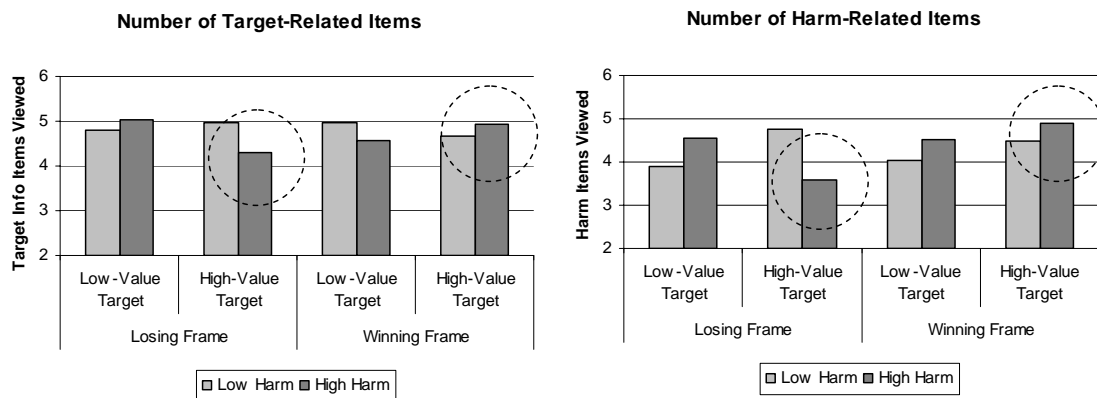 Number of Target-Related Items
Target Info Items Viewed
6
5
4
3
2
Low-Value Target
High-Value Target
Low-Value Target
High-Value Target
Losing Frame
Winning Frame
Low Harm
High Harm
Number of Harm-Related Items
Harm Items Viewed
6
5
4
3
2
Low-Value Target
High-Value Target
Low-Value Target
High-Value Target
Losing Frame
Winning Frame
Low Harm
High Harm